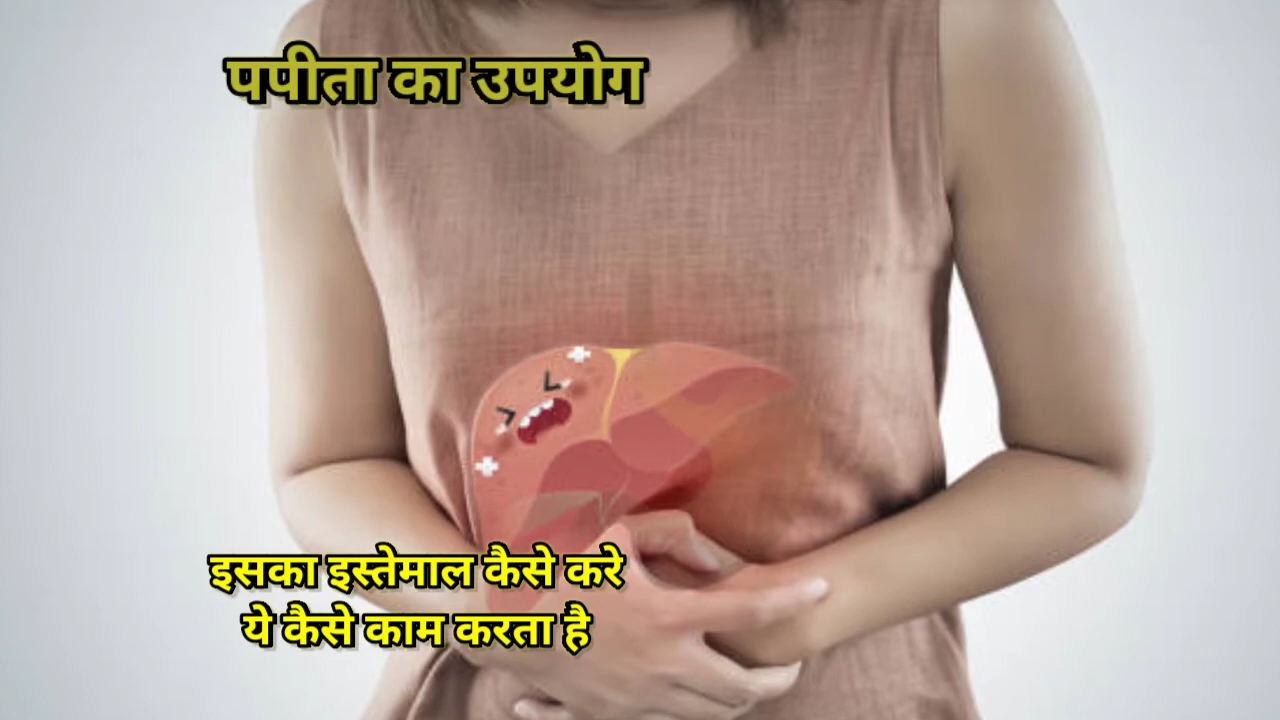 पपीता का उपयोग
इसका इस्तेमाल कैसे करे
ये कैसे काम करता है